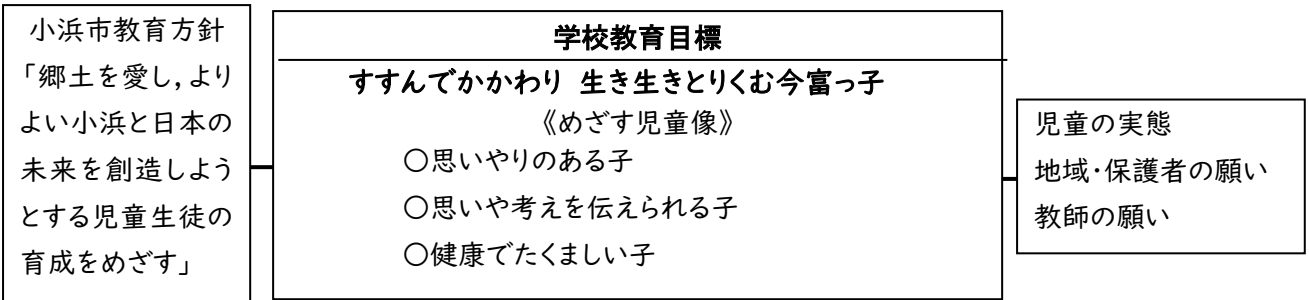 小浜市教育方針
「郷土を愛し,より
よい小浜と日本の
未来を創造しよう
とする児童生徒の
育成をめざす」
学校教育目標
すすんでかかわり 生き生きとりくむ今富っ子
《めざす児童像》
○思いやりのある子
○思いや考えを伝えられる子
○健康でたくましい子
児童の実態
地域・保護者の願い
教師の願い